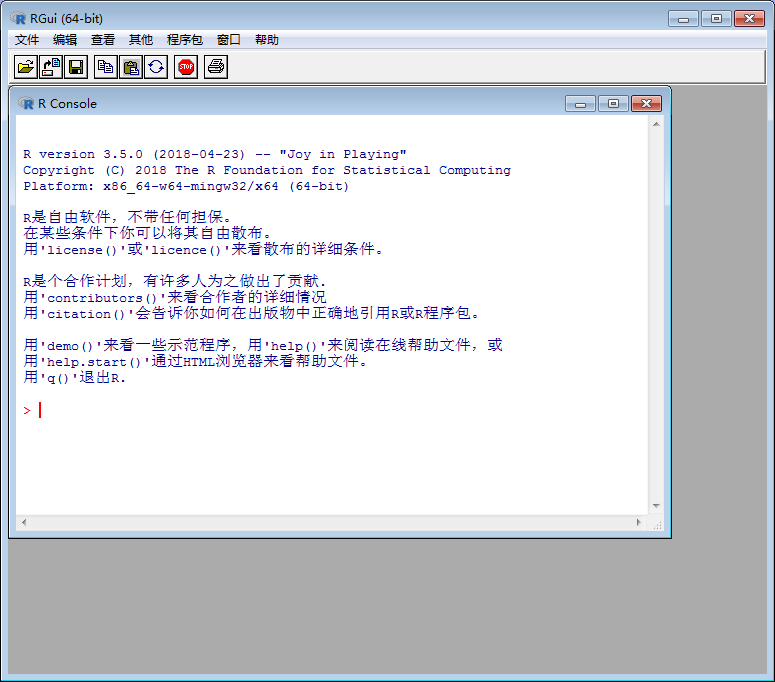 RGui (64-bit)
文件 编辑 查看 其他 程序包 窗口 帮助
STOP
R Console
R version 3.5.0 (2018-04-23) -- "Joy in Playing"
Copyright (C) 2018 The R Foundation for Statistical Computing
Platform: x86_64-w64-mingw32/x64 (64-bit)
R是自由软件，不带任何担保。
在某些条件下你可以将其自由散布。
用'license()'或'licence()'来看散布的详细条件。
R是个合作计划，有许多人为之做出了贡献.
用'contributors()'来看合作者的详细情况
用'citation()'会告诉你如何在出版物中正确地引用R或R程序包。
用'demo()'来看一些示范程序，用'help()'来阅读在线帮助文件，或
用'help.start()'通过HTML浏览器来看帮助文件。
用'q()'退出R.
>